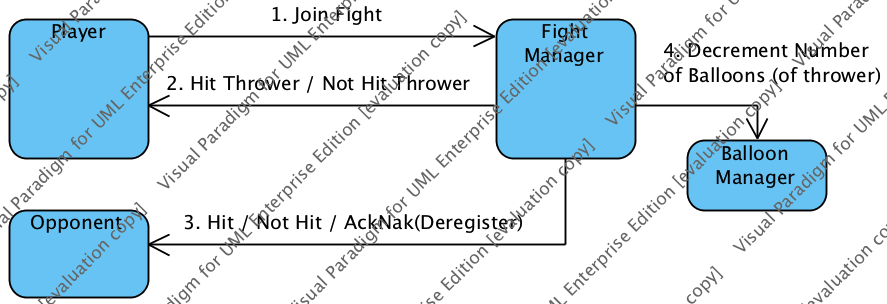 Player
1. Join Fight
Fight
Manager
2. Hit Thrower / Not Hit Thrower
4. Decrement Number
of Balloons (of thrower)
Balloon
Manager
Opponent
3. Hit / Not Hit / AckNak(Deregister)
Visual Paradigm for UML Enterprise Edition [evaluation copy]